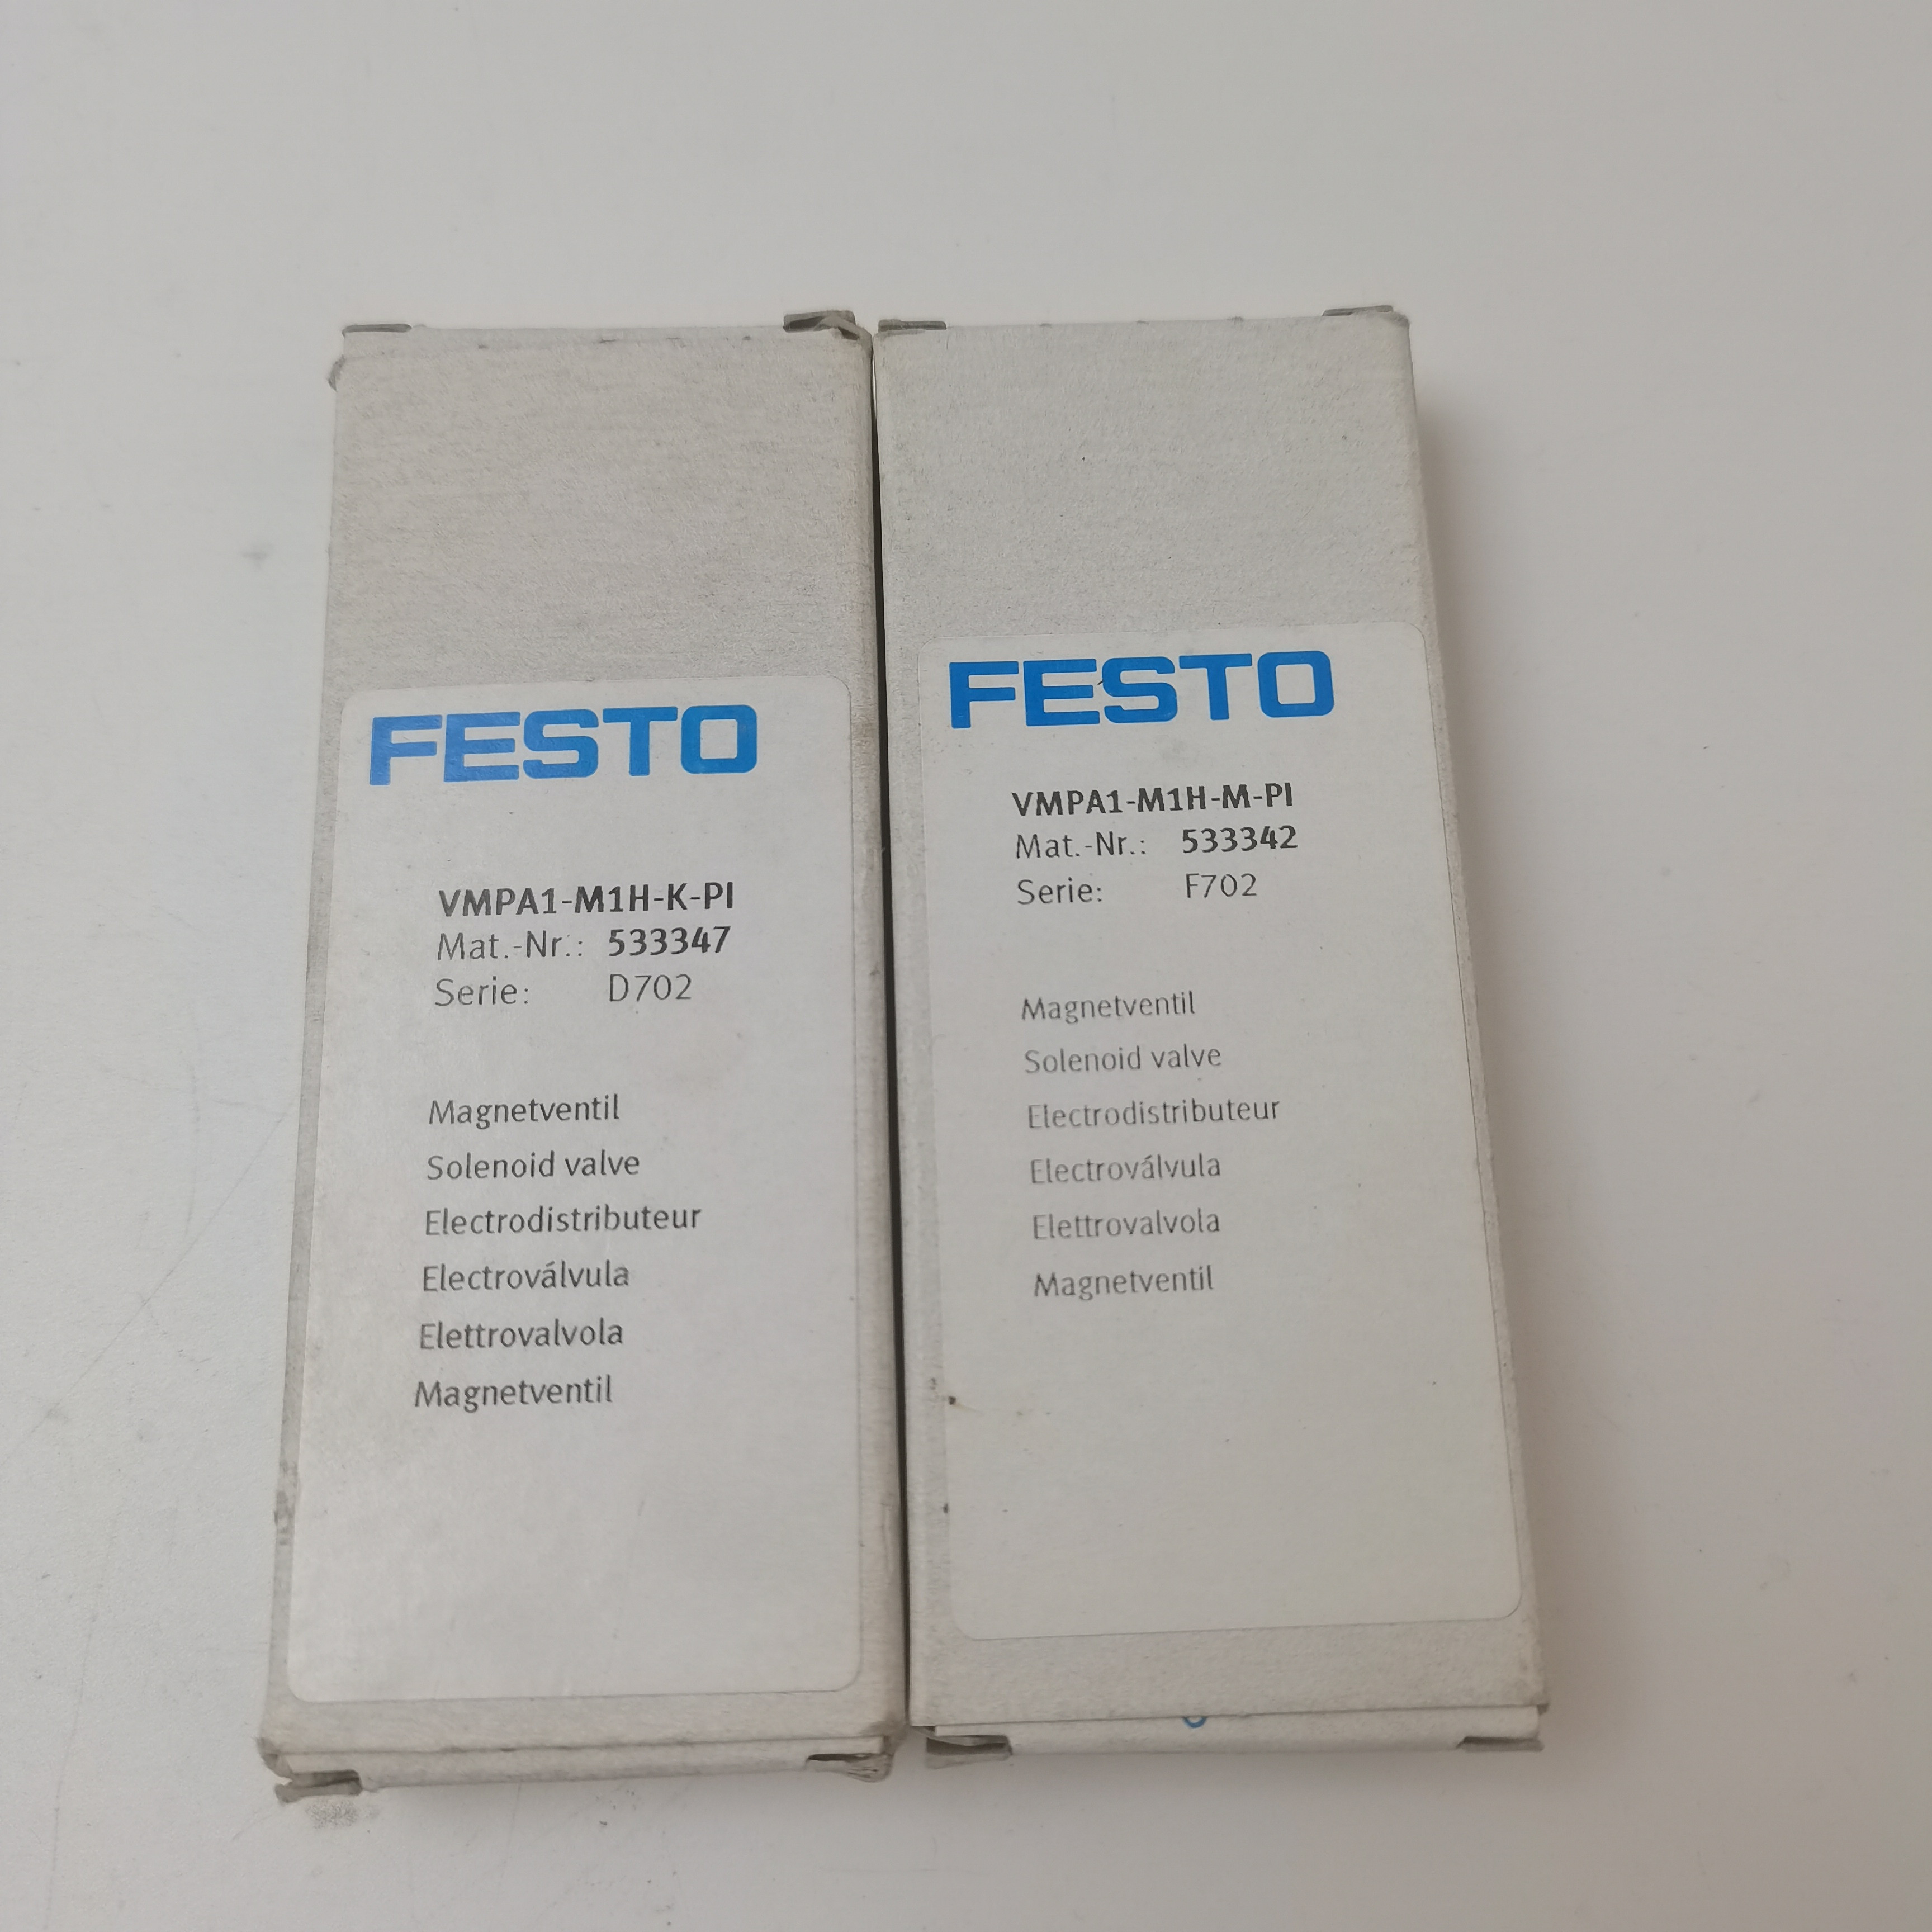 FESTO
VMPA1-M1H-K-PI
Mat.-Nr.: 533347
Serie: D702
Magnetventil
Solenoid valve
Electrodistributeur
Electroválvula
Elettrovalvola
Magnetventil
FESTO
VMPA1-M1H-M-PI
Mat.-Nr.: 533342
Serie: F702
Magnetventil
Solenoid valve
Electrodistributeur
Electroválvula
Elettrovalvola
Magnetventil